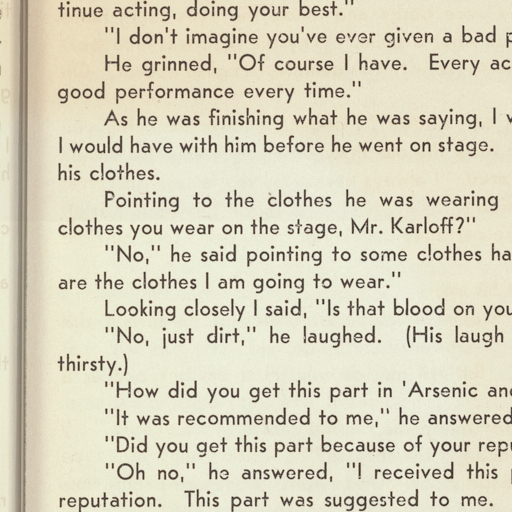 tinue acting, doing your best."
"I don't imagine you've ever given a bad
He grinned, "Of course I have. Every
good performance every time."
As he was finishing what he was saying, I
I would have with him before he went on stage.
his clothes.
Pointing to the clothes he was wearing
clothes you wear on the stage, Mr. Karloff?"
"No," he said pointing to some clothes
are the clothes I am going to wear."
Looking closely I said, "Is that blood on
"No, just dirt," he laughed. (His laugh
thirsty.)
"How did you get this part in 'Arsenic
"It was recommended to me," he answered
"Did you get this part because of your
"Oh no," he answered, "I received this
reputation. This part was suggested to me.